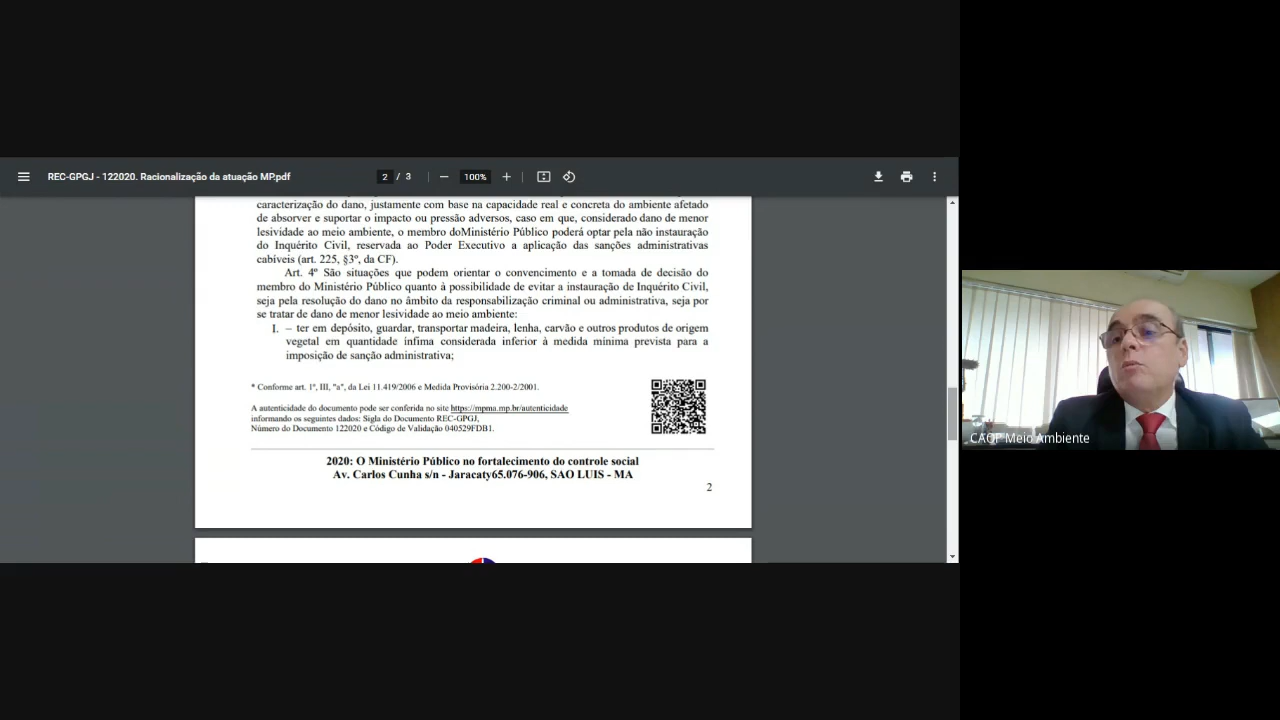 REC-GPGJ - 122020. Racionalização da atuação MP.pdf
2 / 3
100%
caracterização do dano, justamente com base na capacidade real e concreta do ambiente afetado
de absorver e suportar o impacto ou pressão adversos, caso em que, considerado dano de menor
lesividade ao meio ambiente, o membro doMinistério Público poderá optar pela não instauração
do Inquérito Civil, reservada ao Poder Executivo a aplicação das sanções administrativas
cabíveis (art. 225, §3º, da CF).
Art. 4º São situações que podem orientar o convencimento e a tomada de decisão do
membro do Ministério Público quanto à possibilidade de evitar a instauração de Inquérito Civil,
seja pela resolução do dano no âmbito da responsabilização criminal ou administrativa, seja por
se tratar de dano de menor lesividade ao meio ambiente:
I. – ter em depósito, guardar, transportar madeira, lenha, carvão e outros produtos de origem
vegetal em quantidade ínfima considerada inferior à medida mínima prevista para a
imposição de sanção administrativa;
* Conforme art. 1º, III, "a", da Lei 11.419/2006 e Medida Provisória 2.200-2/2001.
A autenticidade do documento pode ser conferida no site https://mpma.mp.br/autenticidade
informando os seguintes dados: Sigla do Documento REC-GPGJ,
Número do Documento 122020 e Código de Validação 040529FDB1.
2020: O Ministério Público no fortalecimento do controle social
Av. Carlos Cunha s/n - Jaracaty65.076-906, SAO LUIS - MA
2
CAOP Meio Ambiente